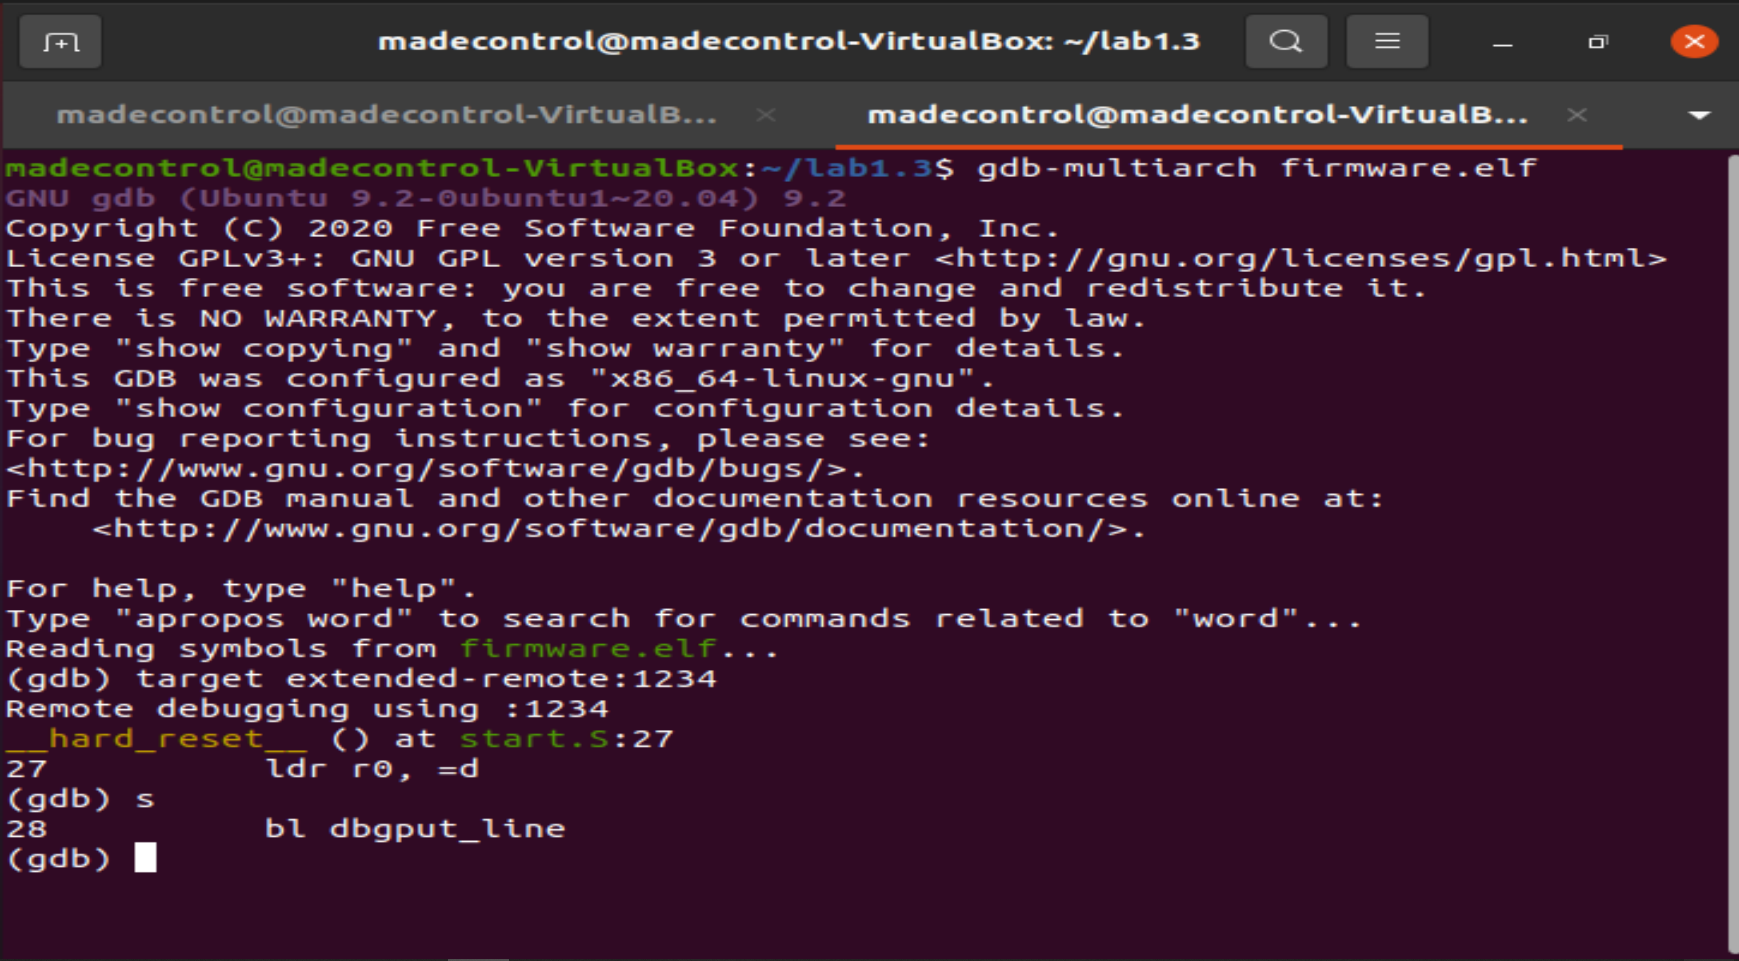 madecontrol@madecontrol-VirtualBox: ~/lab1.3
madecontrol@madecontrol-VirtualB...
madecontrol@madecontrol-VirtualB...
madecontrol@madecontrol-VirtualBox:~/lab1.3$ gdb-multiarch firmware.elf
GNU gdb (Ubuntu 9.2-0ubuntu1~20.04) 9.2
Copyright (C) 2020 Free Software Foundation, Inc.
License GPLv3+: GNU GPL version 3 or later <http://gnu.org/licenses/gpl.html>
This is free software: you are free to change and redistribute it.
There is NO WARRANTY, to the extent permitted by law.
Type "show copying" and "show warranty" for details.
This GDB was configured as "x86_64-linux-gnu".
Type "show configuration" for configuration details.
For bug reporting instructions, please see:
<http://www.gnu.org/software/gdb/bugs/>.
Find the GDB manual and other documentation resources online at:
    <http://www.gnu.org/software/gdb/documentation/>.
For help, type "help".
Type "apropos word" to search for commands related to "word"...
Reading symbols from firmware.elf...
(gdb) target extended-remote:1234
Remote debugging using :1234
__hard_reset__ () at start.S:27
27          ldr r0, =d
(gdb) s
28          bl dbgput_line
(gdb)